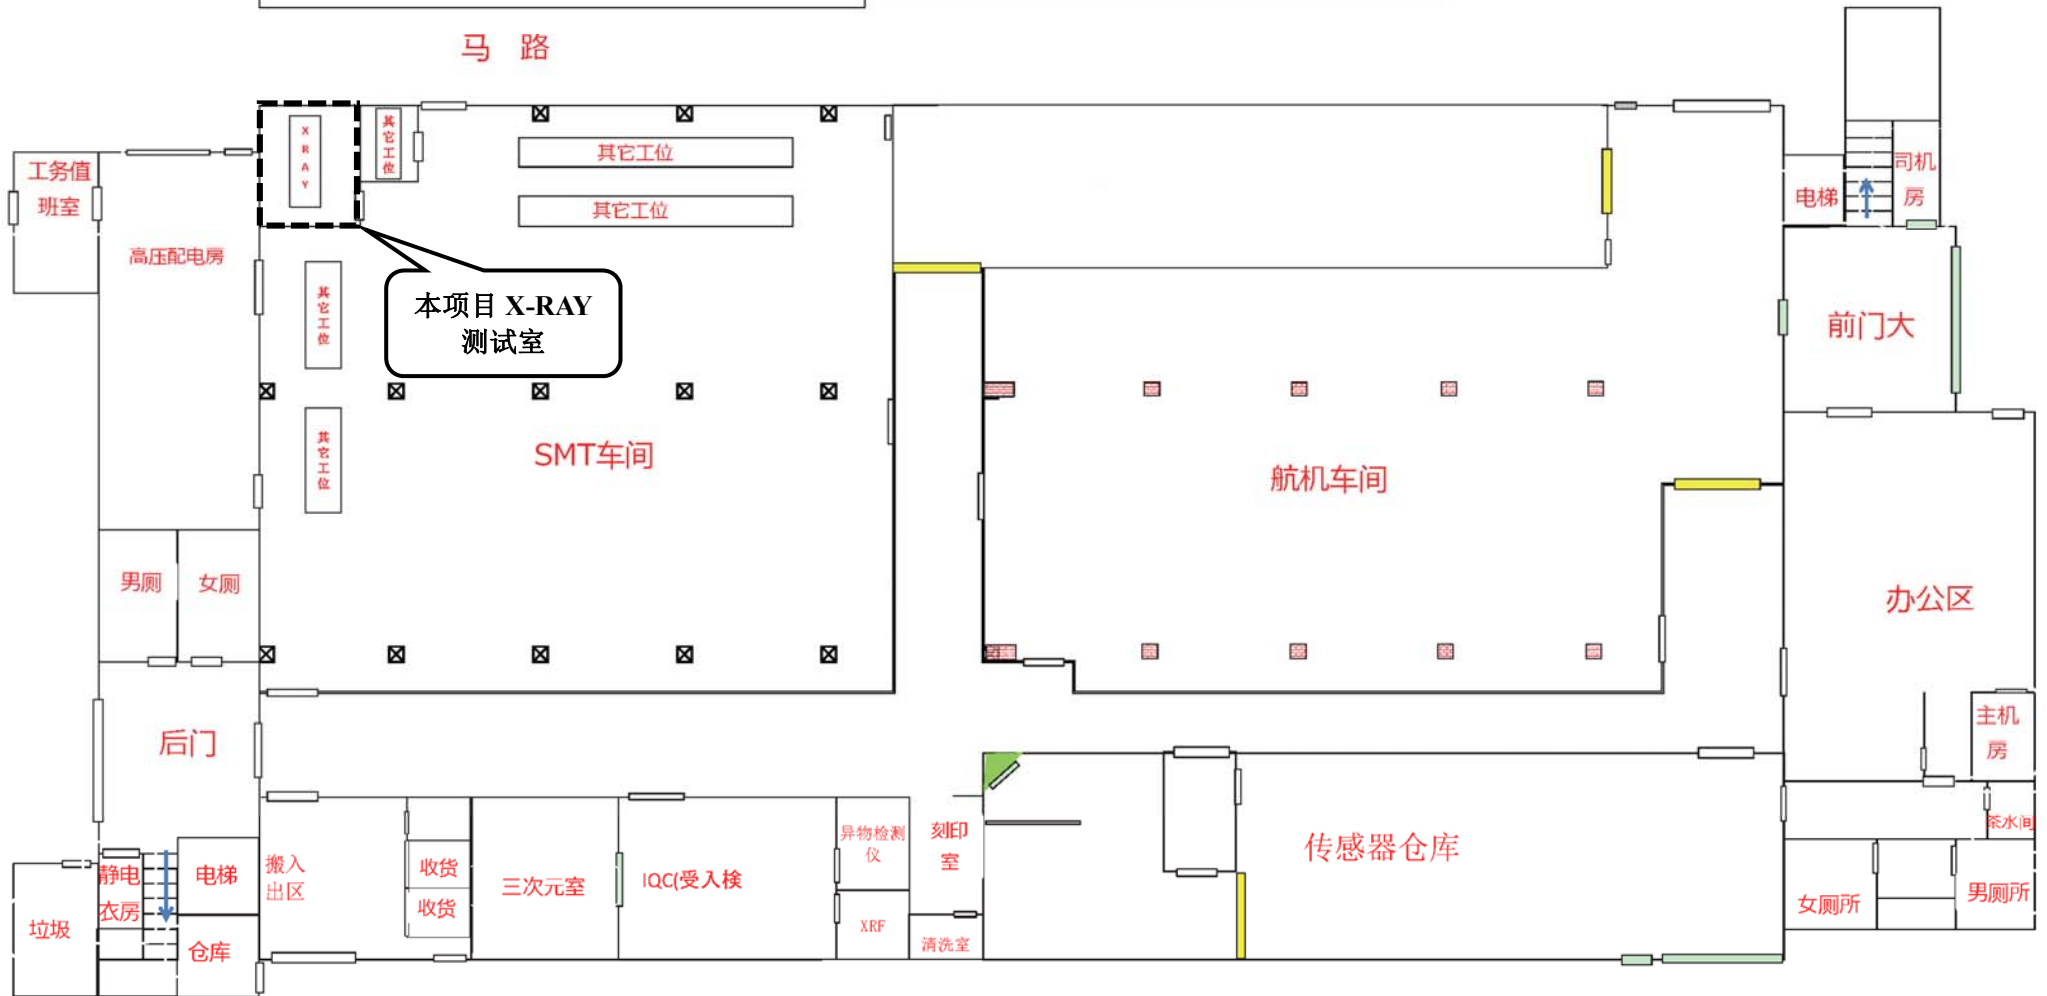 马 路
X
R
A
Y
其
它
工
位
其它工位
其它工位
工务值
班室
高压配电房
本项目 X-RAY
测试室
其
它
工
位
其
它
工
位
SMT车间
航机车间
电梯
司机
房
前门大
办公区
男厕
女厕
后门
主机
房
茶水间
女厕所
男厕所
静电
衣房
电梯
仓库
垃圾
搬入
出区
收货
收货
三次元室
IQC(受入検
异物检测
仪
XRF
刻印
室
清洗室
传感器仓库